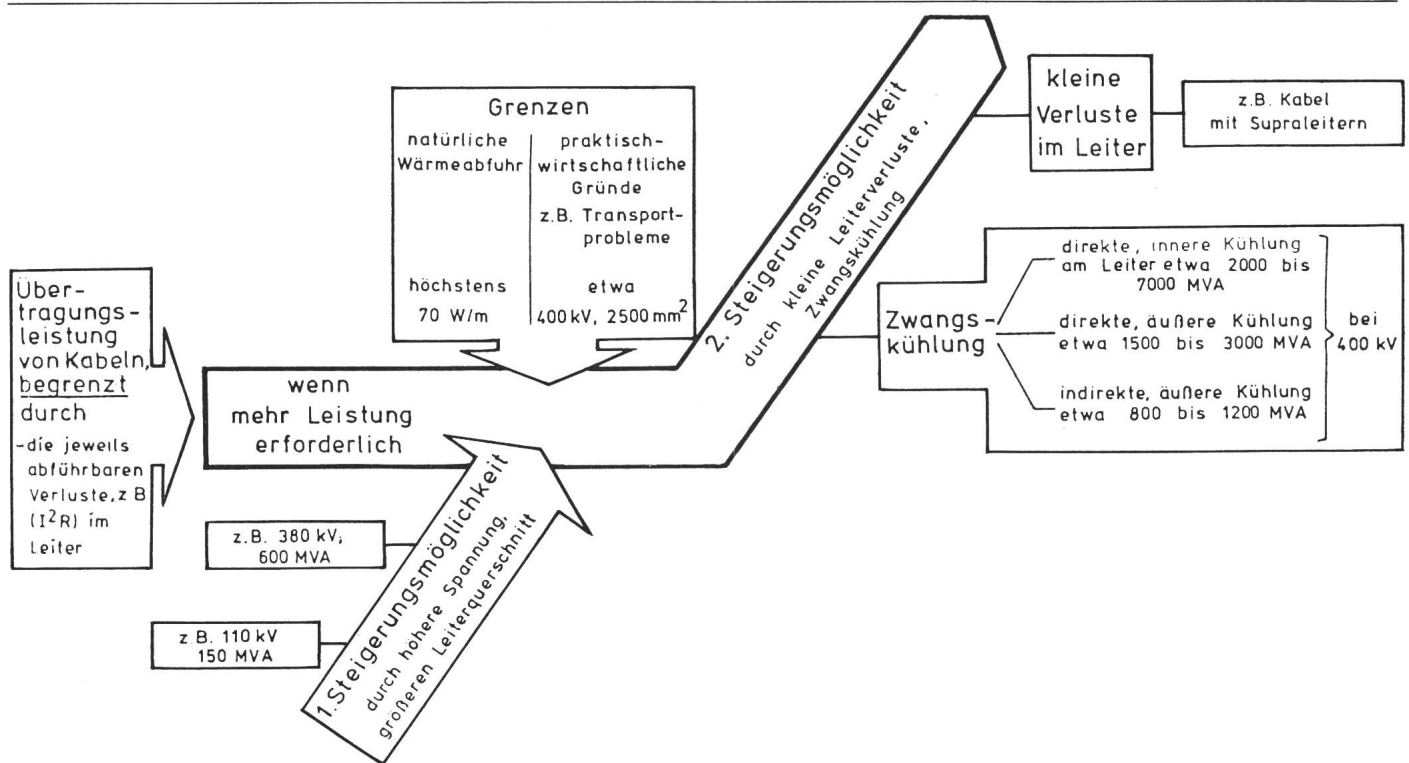 Über-
tragungs-
leistung
von Kabeln,
begrenzt
durch
-die jeweils
abführbaren
Verluste, z B
(I²R) im
Leiter
Grenzen
natürliche
Wärmeabfuhr
höchstens
70 W/m
praktisch-
wirtschaftliche
Gründe
z.B. Transport-
probleme
etwa
400 kV, 2500 mm²
wenn
mehr Leistung
erforderlich
z.B. 380 kV;
600 MVA
z.B. 110 kV
150 MVA
1. Steigerungsmöglichkeit
durch höhere Spannung,
größeren Leiterquerschnitt
2. Steigerungsmöglichkeit
durch kleine Leiterverluste,
Zwangskühlung
kleine
Verluste
im Leiter
z.B. Kabel
mit Supraleitern
Zwangs-
kühlung
direkte, innere Kühlung
am Leiter etwa 2000 bis
7000 MVA
direkte, äußere Kühlung
etwa 1500 bis 3000 MVA
indirekte, äußere Kühlung
etwa 800 bis 1200 MVA
bei
400 kV